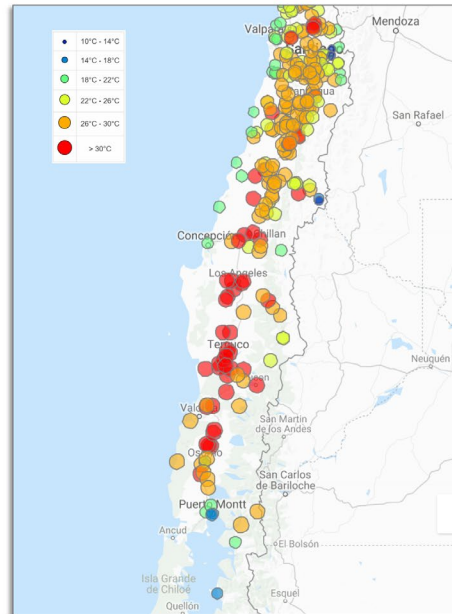 10°C - 14°C
14°C - 18°C
18°C - 22°C
22°C - 26°C
26°C - 30°C
> 30°C
Mendoza
San Rafael
Concepción
Chillan
Los Angeles
Temuco
Neuquén
Valdivia
San Martin
de los Andes
Osorno
San Carlos
de Bariloche
Puerto Montt
Ancud
El Bolsón
Isla Grande
de Chiloé
Esquel
Quellón